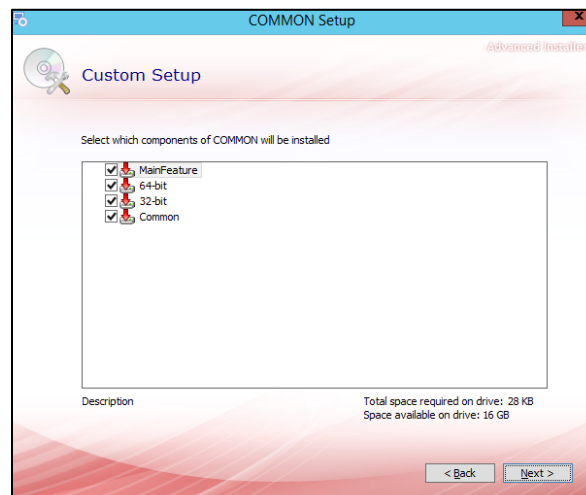 COMMON Setup
X
Advanced Installer
Custom Setup
Select which components of COMMON will be installed
MainFeature
64-bit
32-bit
Common
Description
Total space required on drive: 28 KB
Space available on drive: 16 GB
< Back
Next >